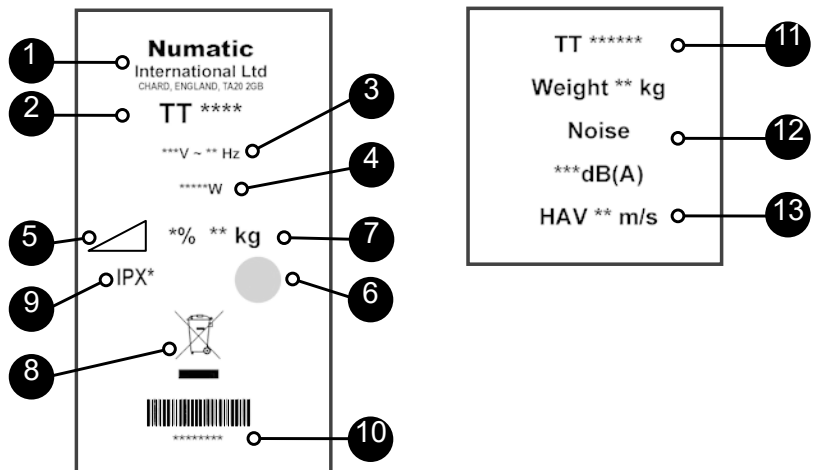 1
Numatic
International Ltd
CHARD, ENGLAND, TA20 2GB
2
TT ****
3
***V ~ ** Hz
4
*****W
5
*% ** kg
7
9
IPX*
6
8
********
10
TT ******
11
Weight ** kg
Noise
12
***dB(A)
HAV ** m/s
13